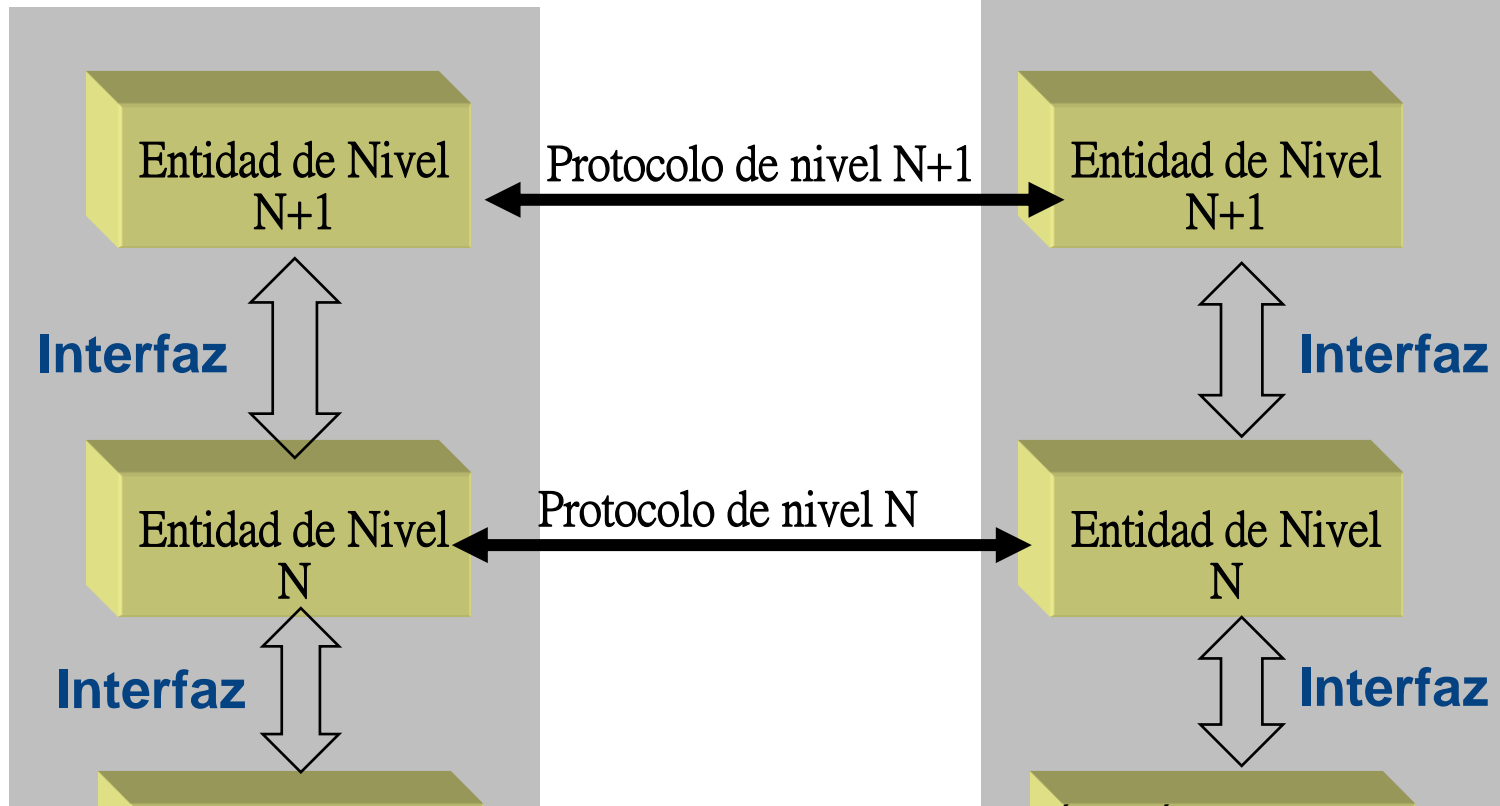 Entidad de Nivel
N+1
Protocolo de nivel N+1
Entidad de Nivel
N+1
Interfaz
Interfaz
Entidad de Nivel
N
Protocolo de nivel N
Entidad de Nivel
N
Interfaz
Interfaz